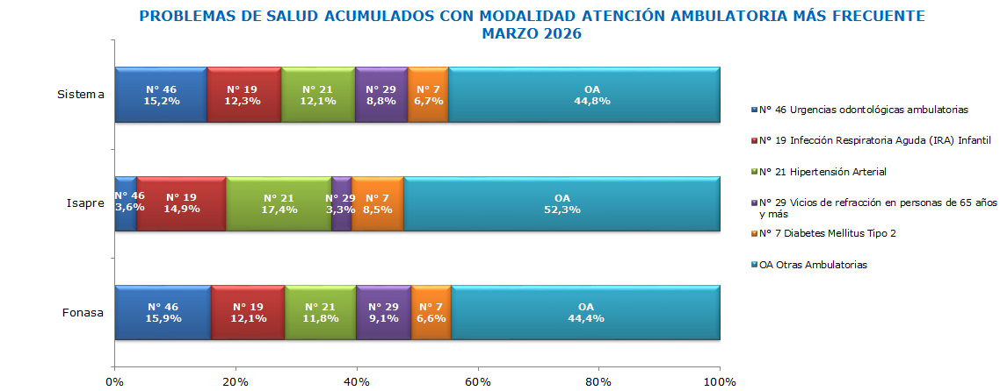 PROBLEMAS DE SALUD ACUMULADOS CON MODALIDAD ATENCIÓN AMBULATORIA MÁS FRECUENTE
MARZO 2026
Sistema
N° 46
15,2%
N° 19
12,3%
N° 21
12,1%
N° 29
8,8%
N° 7
6,7%
OA
44,8%
Isapre
N° 46
3,6%
N° 19
14,9%
N° 21
17,4%
N° 29
3,3%
N° 7
8,5%
OA
52,3%
Fonasa
N° 46
15,9%
N° 19
12,1%
N° 21
11,8%
N° 29
9,1%
N° 7
6,6%
OA
44,4%
0%
20%
40%
60%
80%
100%
N° 46 Urgencias odontológicas ambulatorias
N° 19 Infección Respiratoria Aguda (IRA) Infantil
N° 21 Hipertensión Arterial
N° 29 Vicios de refracción en personas de 65 años
y más
N° 7 Diabetes Mellitus Tipo 2
OA Otras Ambulatorias